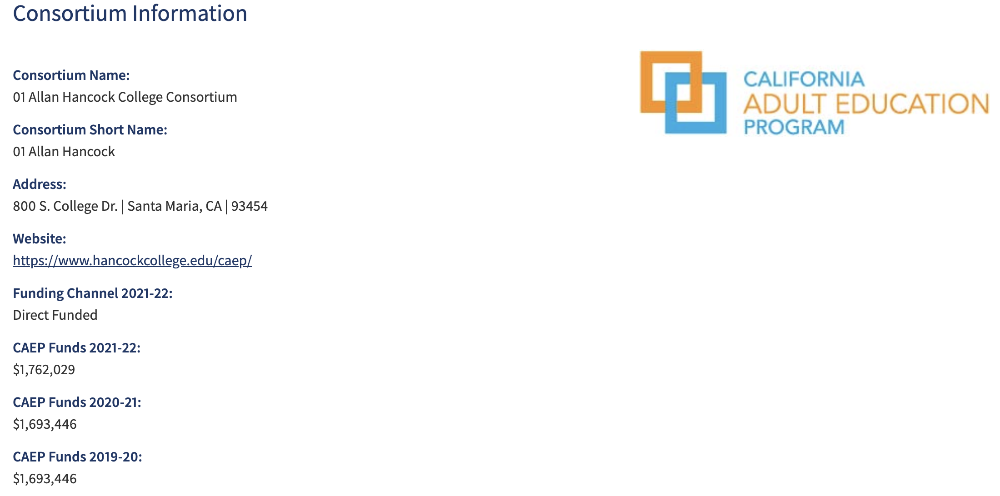 Consortium Information
CALIFORNIA
ADULT EDUCATION
PROGRAM
Consortium Name:
01 Allan Hancock College Consortium
Consortium Short Name:
01 Allan Hancock
Address:
800 S. College Dr. | Santa Maria, CA | 93454
Website:
https://www.hancockcollege.edu/caep/
Funding Channel 2021-22:
Direct Funded
CAEP Funds 2021-22:
$1,762,029
CAEP Funds 2020-21:
$1,693,446
CAEP Funds 2019-20:
$1,693,446